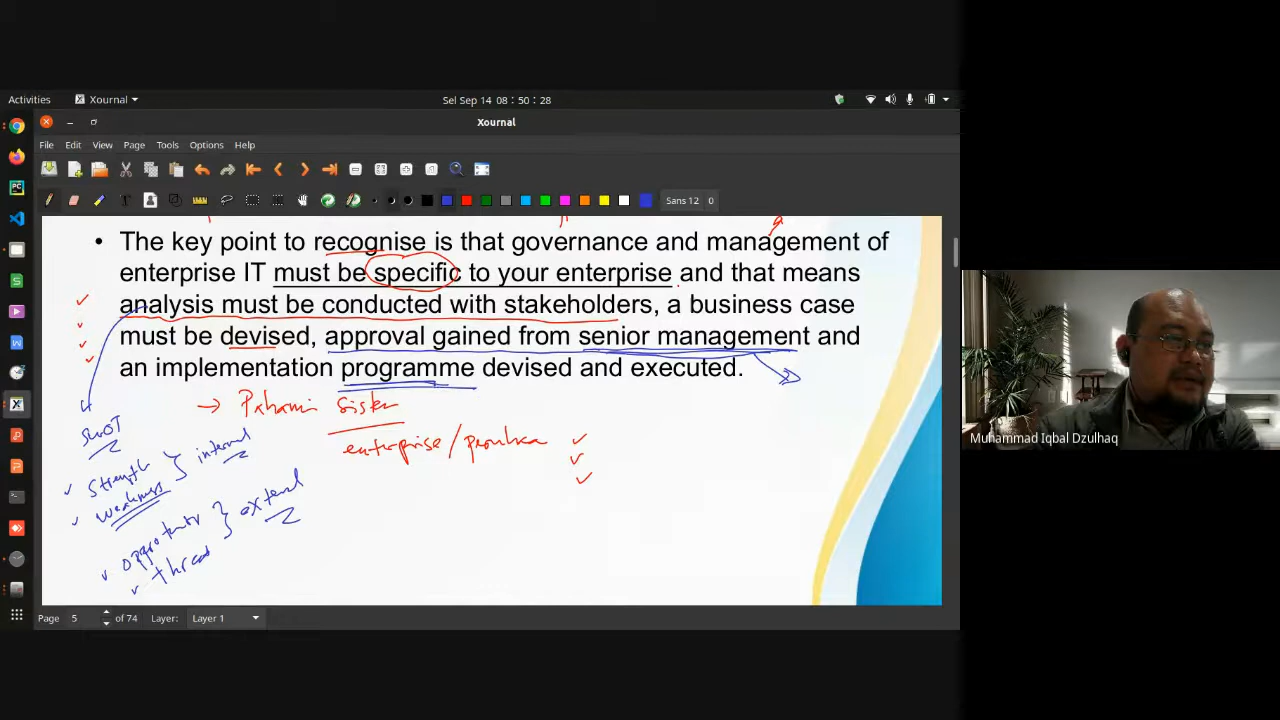 Activities
Xournal
Sel Sep 14 08:50:28
Xournal
File Edit View Page Tools Options Help
Sans 12
• The key point to recognise is that governance and management of
enterprise IT must be specific to your enterprise and that means
analysis must be conducted with stakeholders, a business case
must be devised, approval gained from senior management and
an implementation programme devised and executed.
→ Pahami
enterprise/
SWOT
Strength
weakness
internal
threat
external
Page 5 of 74 Layer: Layer 1
Muhammad Iqbal Dzulhaq